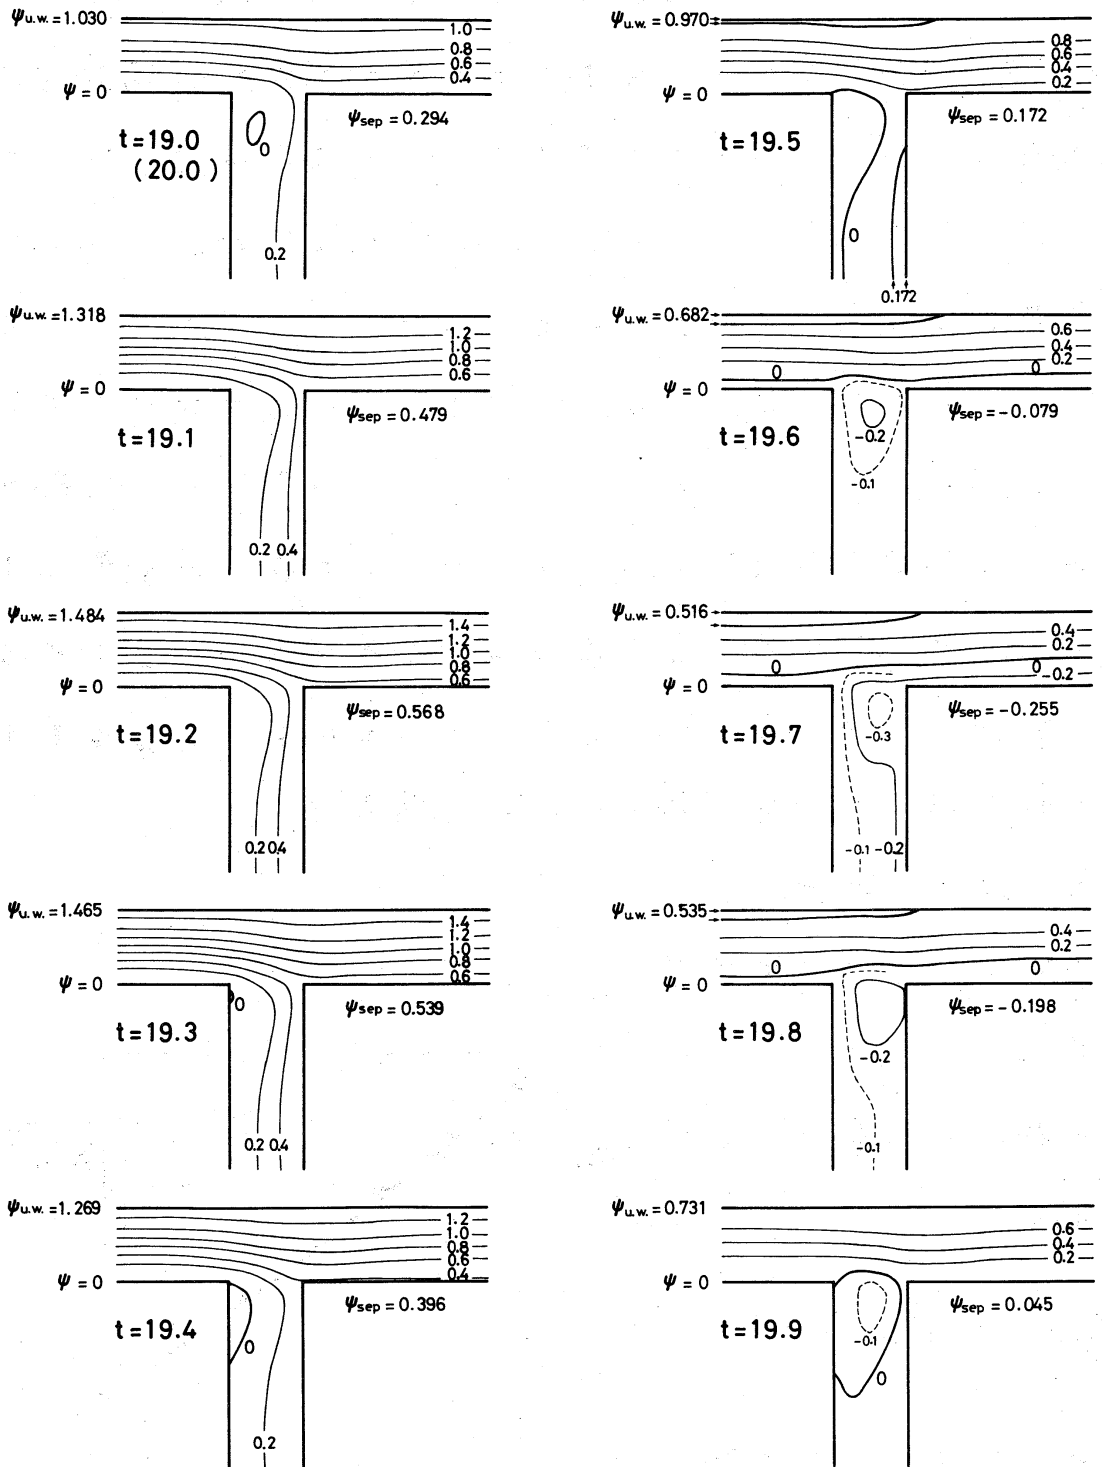 ψu.w. = 1.030
1.0
0.8
0.6
0.4
ψ = 0
ψsep = 0.294
t=19.0
(20.0)
0
0.2
ψu.w. = 1.318
1.2
1.0
0.8
0.6
ψ = 0
ψsep = 0.479
t=19.1
0.2 0.4
ψu.w. = 1.484
1.4
1.2
1.0
0.8
0.6
ψ = 0
ψsep = 0.568
t=19.2
0.2 0.4
ψu.w. = 1.465
1.4
1.2
1.0
0.8
0.6
ψ = 0
0
ψsep = 0.539
t=19.3
0.2 0.4
ψu.w. = 1.269
1.2
1.0
0.8
0.6
0.4
ψ = 0
ψsep = 0.396
t=19.4
0
0.2
ψu.w. = 0.970
0.8
0.6
0.4
0.2
ψ = 0
ψsep = 0.172
t=19.5
0
0.172
ψu.w. = 0.682
0.6
0.4
0.2
0
0
ψ = 0
ψsep = -0.079
t=19.6
-0.2
-0.1
ψu.w. = 0.516
0.4
0.2
0
0
-0.2
ψ = 0
ψsep = -0.255
t=19.7
-0.3
-0.1 -0.2
ψu.w. = 0.535
0.4
0.2
0
0
ψ = 0
ψsep = -0.198
t=19.8
-0.2
-0.1
ψu.w. = 0.731
0.6
0.4
0.2
ψ = 0
ψsep = 0.045
t=19.9
-0.1
0